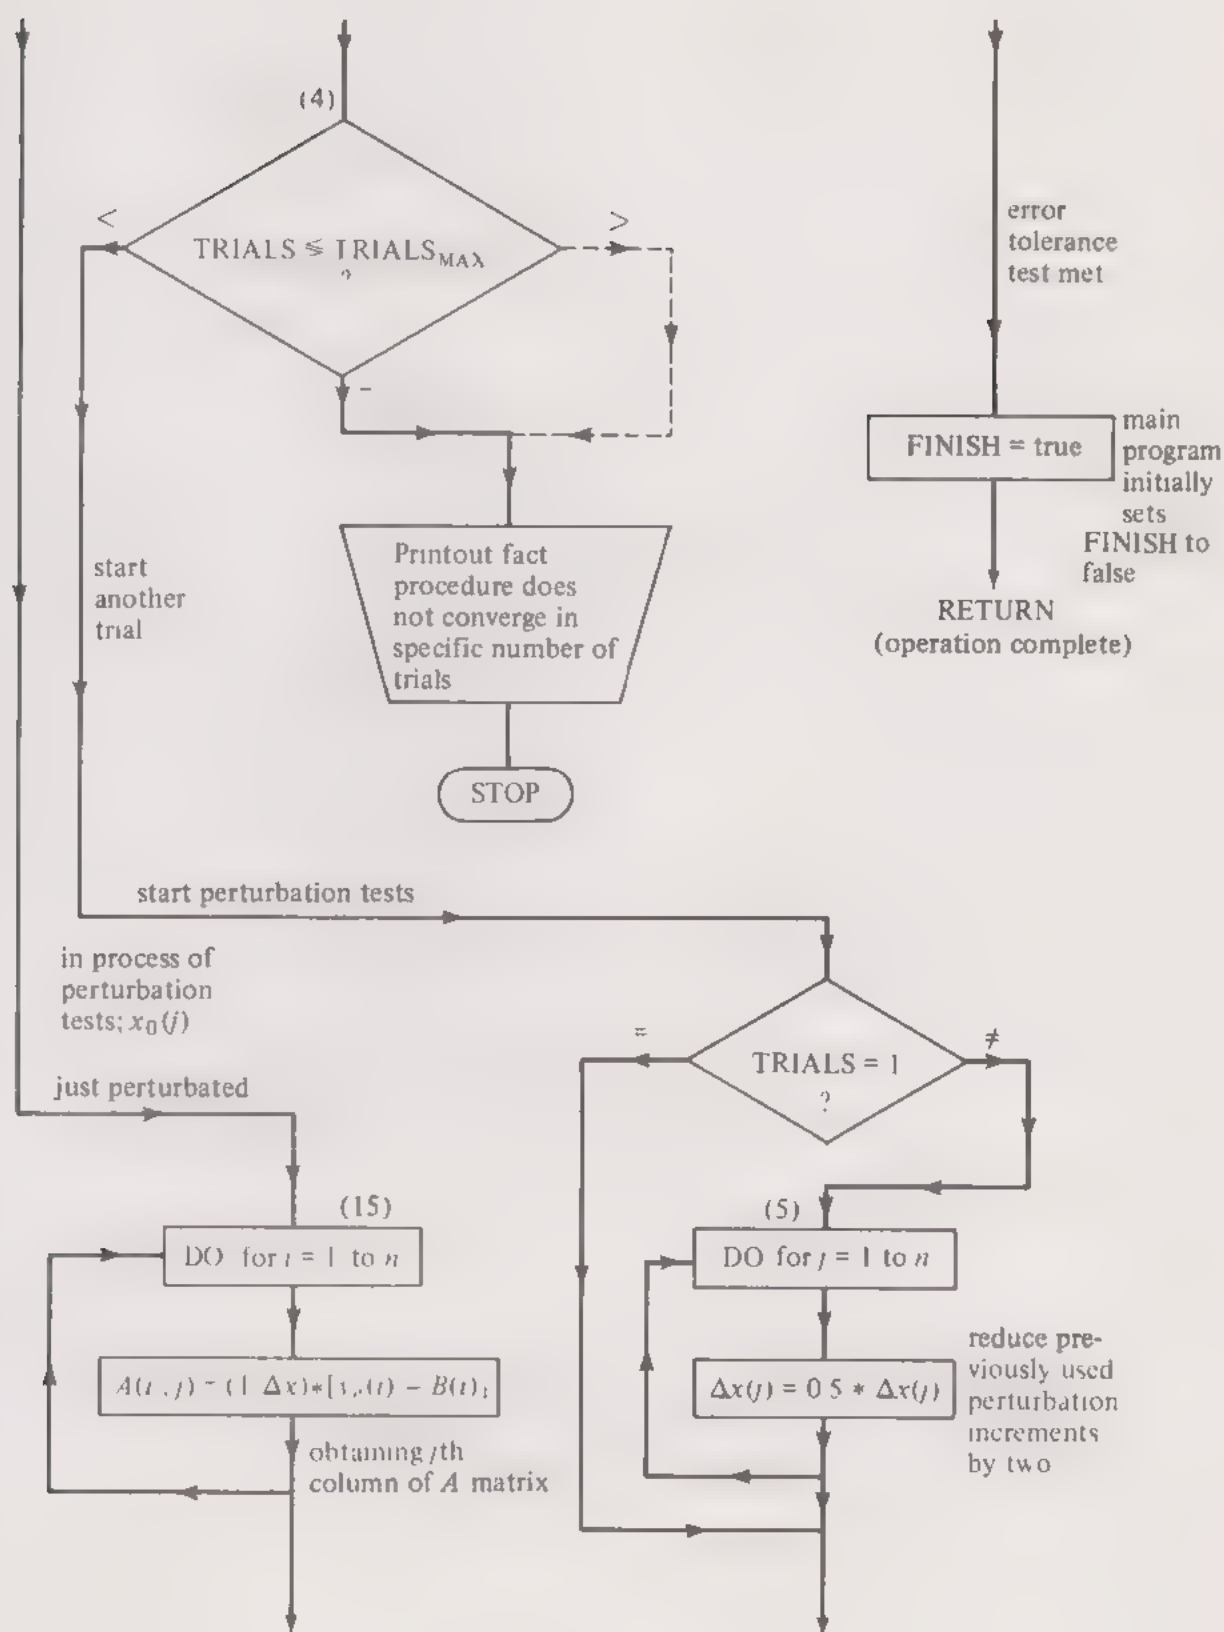 (4)
<
>
TRIALS ≤ TRIALS_MAX
?
error
tolerance
test met
main
program
initially
sets
FINISH to
false
FINISH = true
RETURN
(operation complete)
Printout fact
procedure does
not converge in
specific number of
trials
start
another
trial
STOP
start perturbation tests
in process of
perturbation
tests; x₀(j)
just perturbated
=
≠
TRIALS = 1
?
(15)
DO for i = 1 to n
(i, j)
B(i)
obtaining jth
column of A matrix
(5)
DO for j = 1 to n
Δx(j) = 0 5 * Δx(j)
reduce pre-
viously used
perturbation
increments
by two